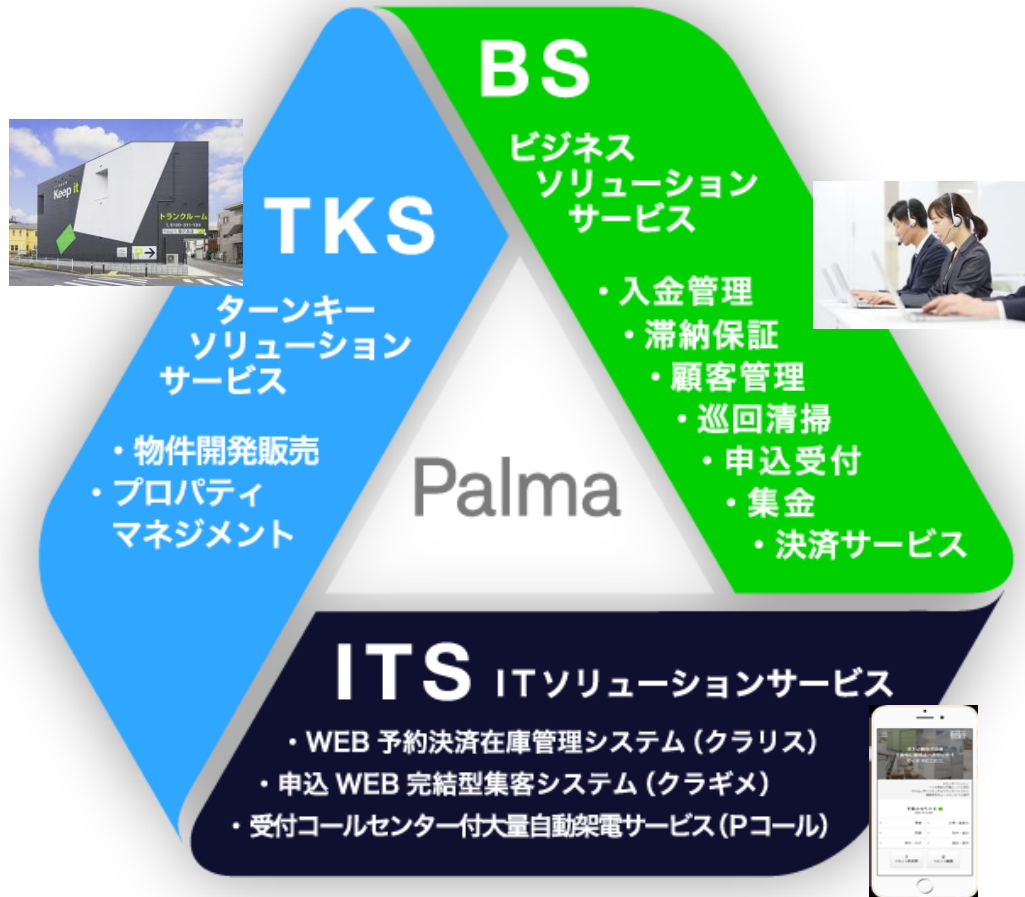 BS
ビジネス
ソリューション
サービス
・入金管理
・滞納保証
・顧客管理
・巡回清掃
・申込受付
・集金
・決済サービス
TKS
ターンキー
ソリューション
サービス
・物件開発販売
・プロパティ
マネジメント
Keep it
トランクルーム
Palma
ITS ITソリューションサービス
・WEB 予約決済在庫管理システム（クラリス）
・申込 WEB 完結型集客システム（クラギメ）
・受付コールセンター付大量自動架電サービス（Pコール）